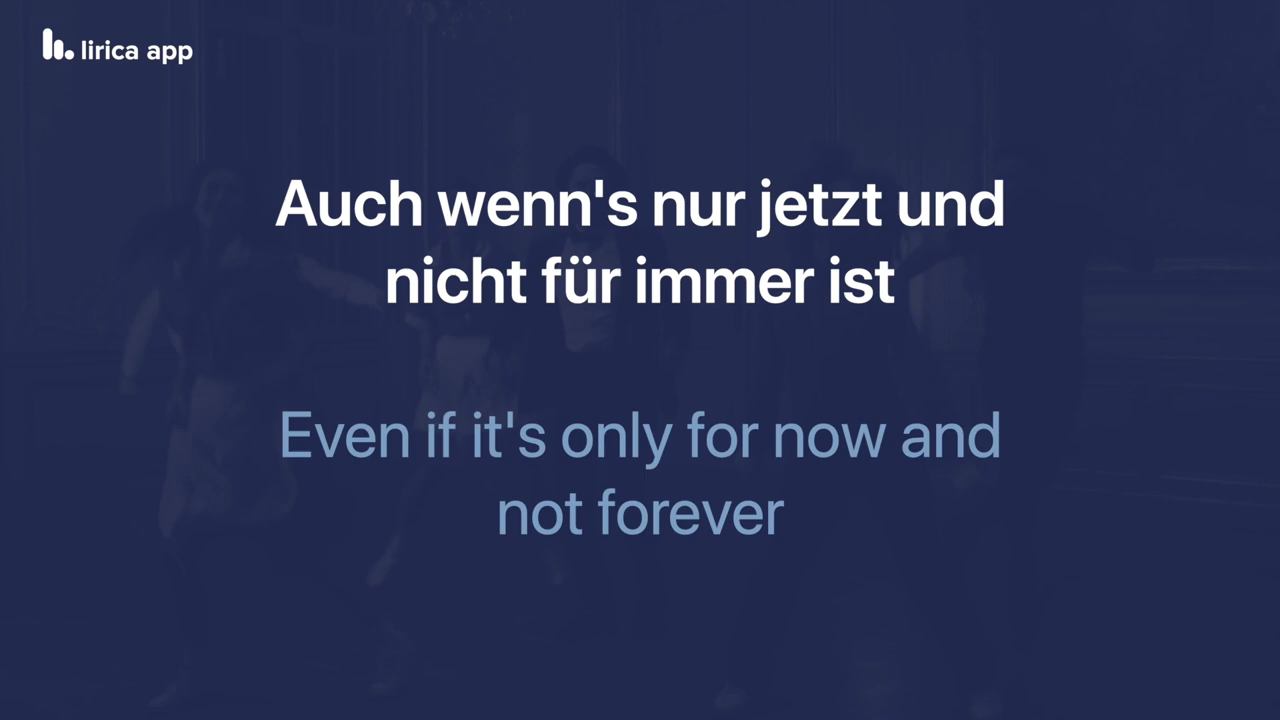 lirica app
Auch wenn's nur jetzt und
nicht für immer ist
Even if it's only for now and
not forever